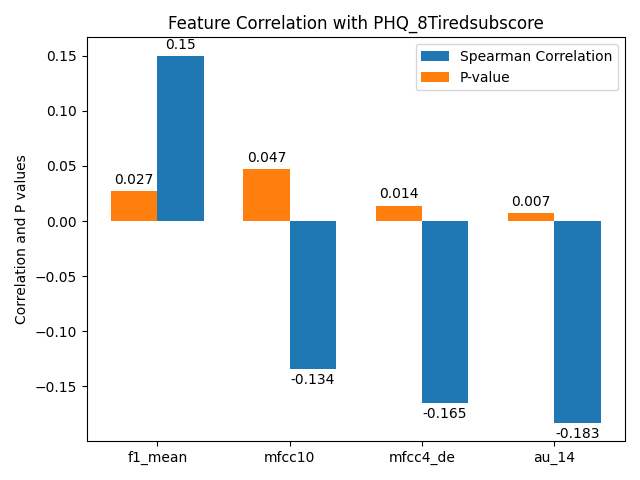 Feature Correlation with PHQ_8Tiredsubscore
Spearman Correlation
P-value
Correlation and P values
0.15
0.10
0.05
0.00
−0.05
−0.10
−0.15
0.027
0.15
0.047
-0.134
0.014
-0.165
0.007
-0.183
f1_mean
mfcc10
mfcc4_de
au_14